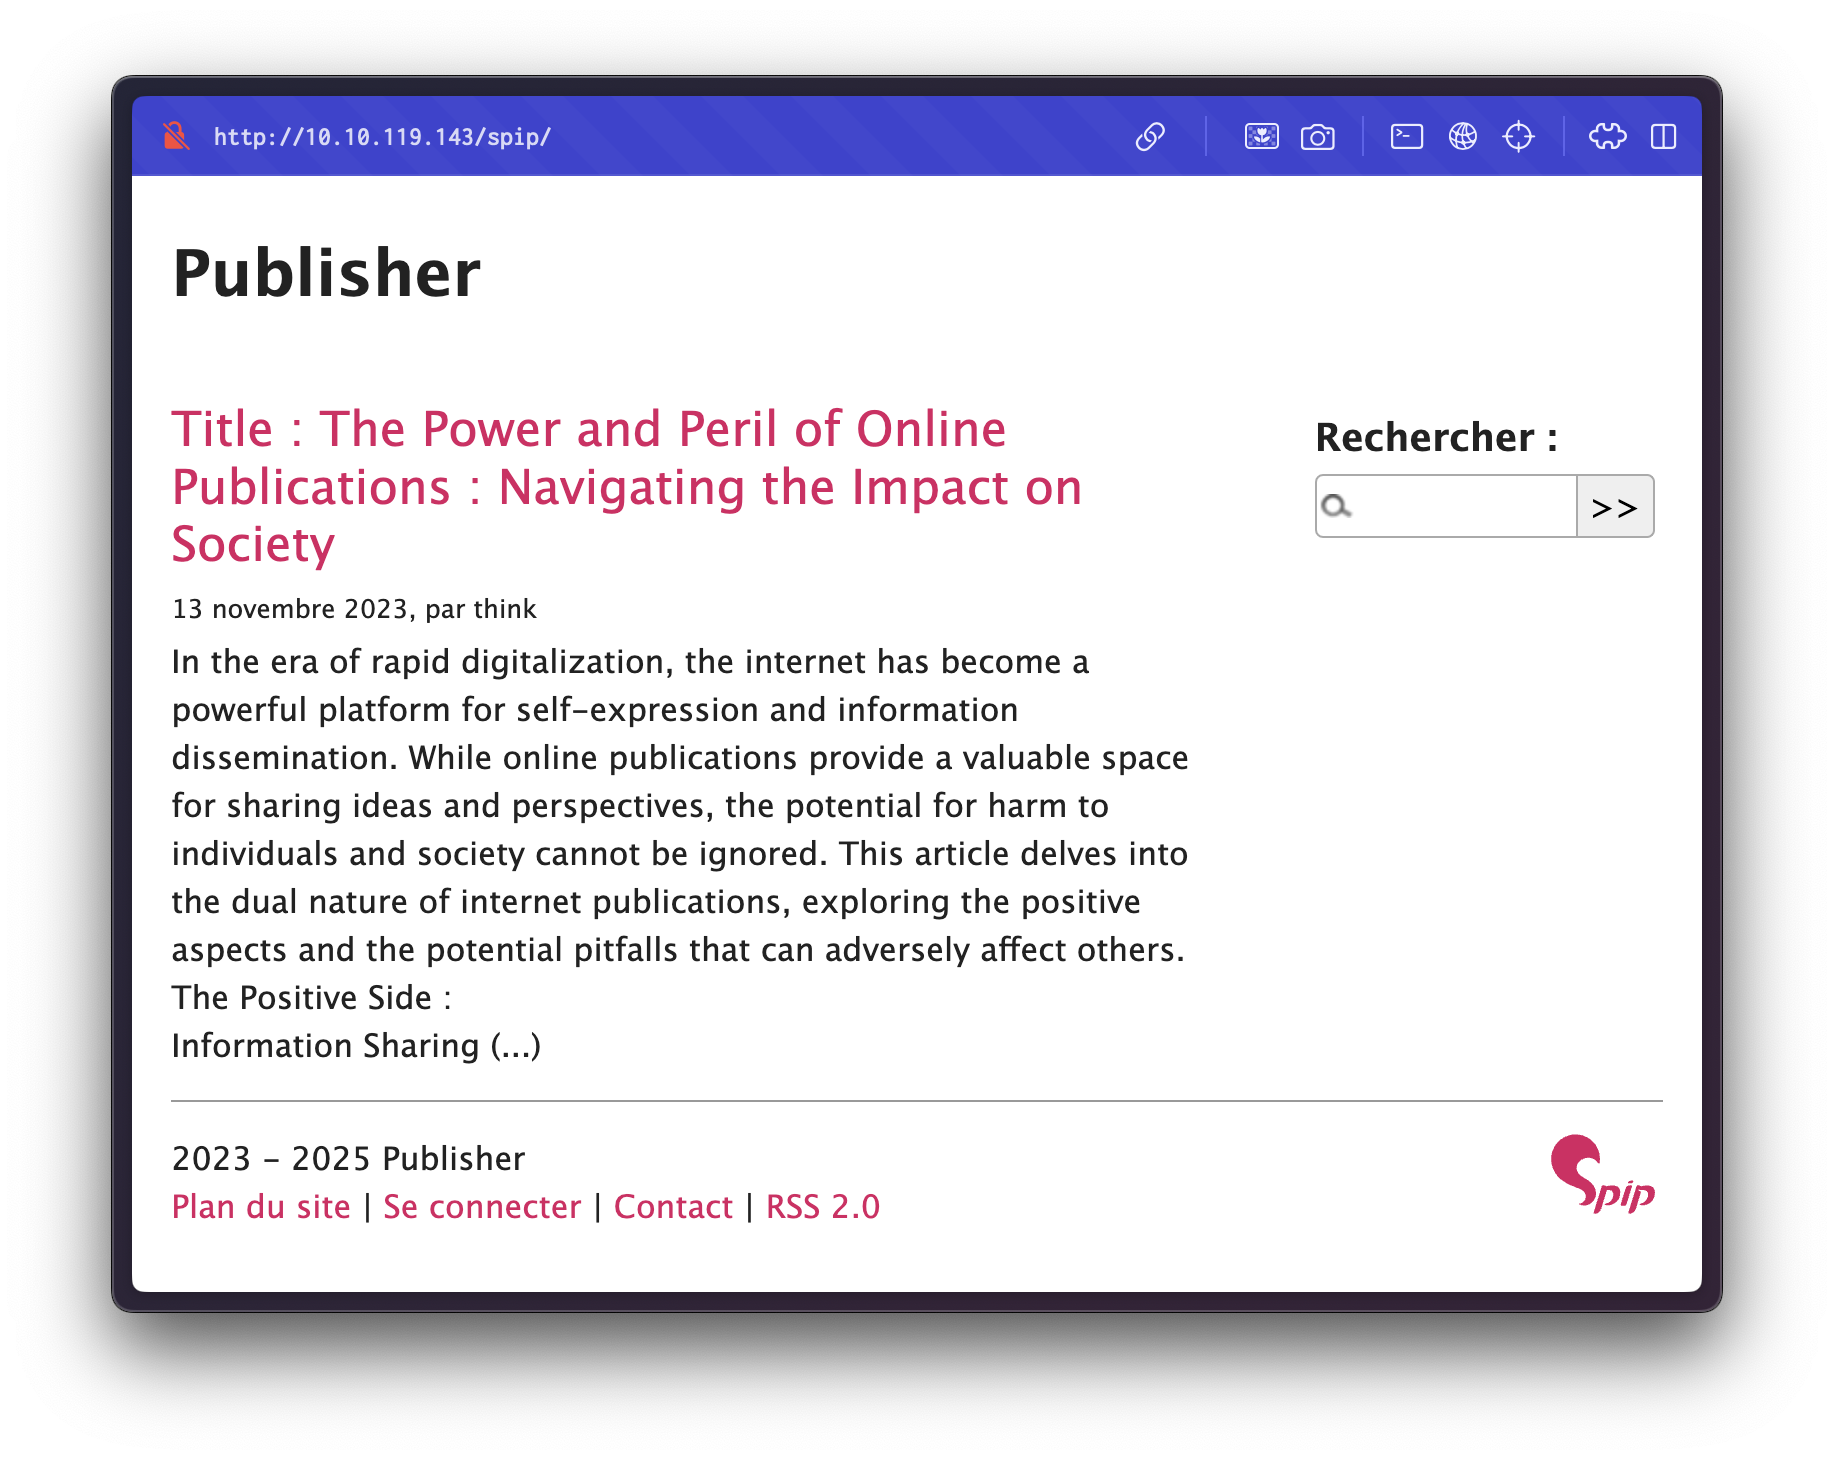 http://10.10.119.143/spip/
Publisher
Title : The Power and Peril of Online
Publications : Navigating the Impact on
Society
13 novembre 2023, par think
In the era of rapid digitalization, the internet has become a
powerful platform for self-expression and information
dissemination. While online publications provide a valuable space
for sharing ideas and perspectives, the potential for harm to
individuals and society cannot be ignored. This article delves into
the dual nature of internet publications, exploring the positive
aspects and the potential pitfalls that can adversely affect others.
The Positive Side :
Information Sharing (...)
Rechercher :
>>
2023 - 2025 Publisher
Plan du site | Se connecter | Contact | RSS 2.0
Spip